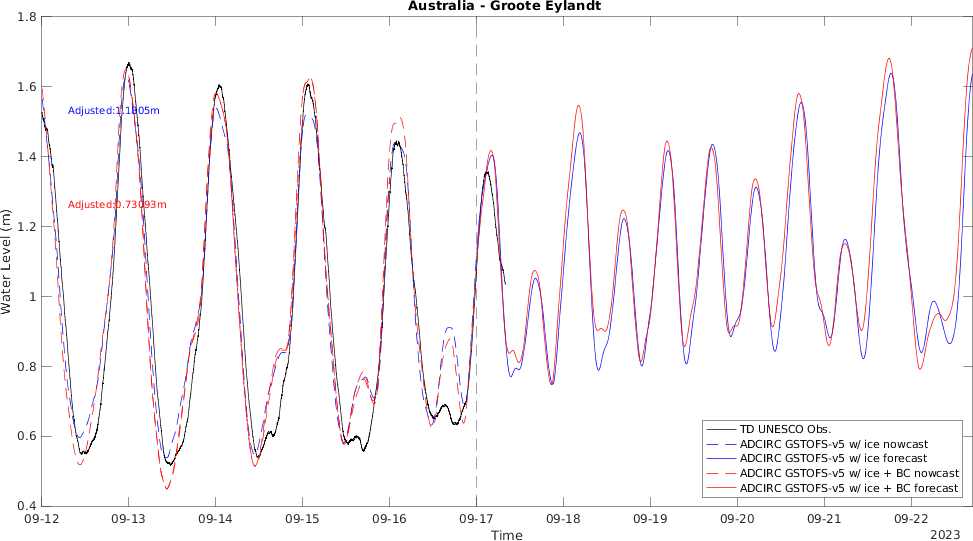 Australia - Groote Eylandt
Water Level (m)
1.8
1.6
1.4
1.2
1
0.8
0.6
0.4
Adjusted:1.1805m
Adjusted:0.73093m
TD UNESCO Obs.
ADCIRC GSTOFS-v5 w/ ice nowcast
ADCIRC GSTOFS-v5 w/ ice forecast
ADCIRC GSTOFS-v5 w/ ice + BC nowcast
ADCIRC GSTOFS-v5 w/ ice + BC forecast
09-12 09-13 09-14 09-15 09-16 09-17 09-18 09-19 09-20 09-21 09-22
Time
2023